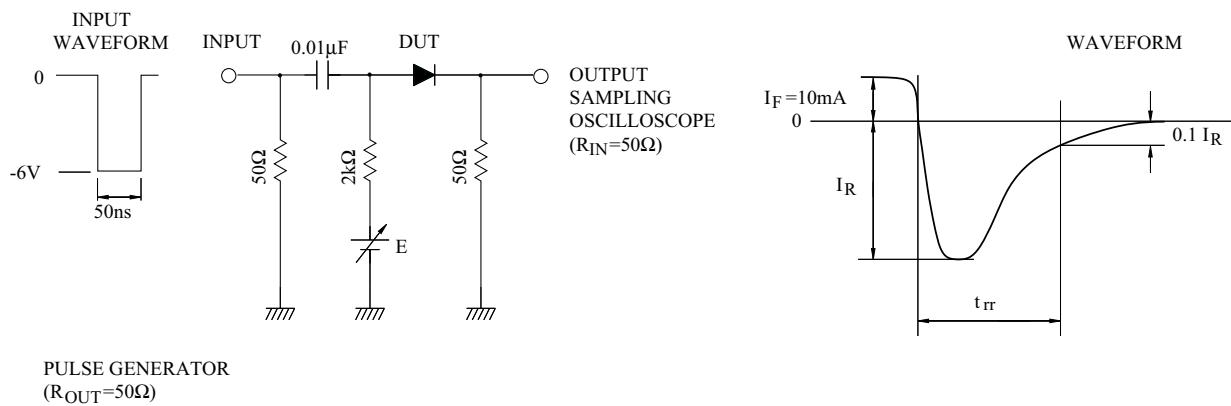 INPUT
WAVEFORM
0
-6V
50ns
INPUT
0.01µF
DUT
50Ω
2kΩ
E
50Ω
OUTPUT
SAMPLING
OSCILLOSCOPE
(RIN=50Ω)
PULSE GENERATOR
(ROUT=50Ω)
WAVEFORM
IF=10mA
0
IR
0.1 IR
trr